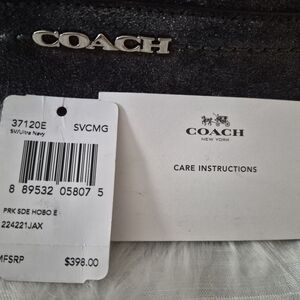 COACH
37120E
SV/Ultra Navy
SVCMG
8 89532 05807 5
PRK SDE HOBO E
224221JAX
MFSRP $398.00
COACH
NEW YORK
CARE INSTRUCTIONS